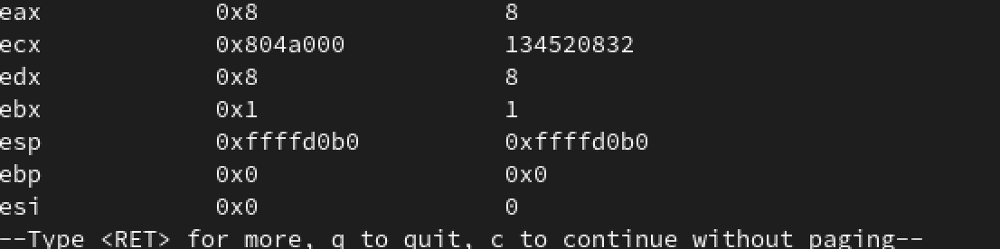 eax 0x8 8
ecx 0x804a000 134520832
edx 0x8 8
ebx 0x1 1
esp 0xffffd0b0 0xffffd0b0
ebp 0x0 0x0
esi 0x0 0
--Type <RET> for more, q to quit, c to continue without paging--